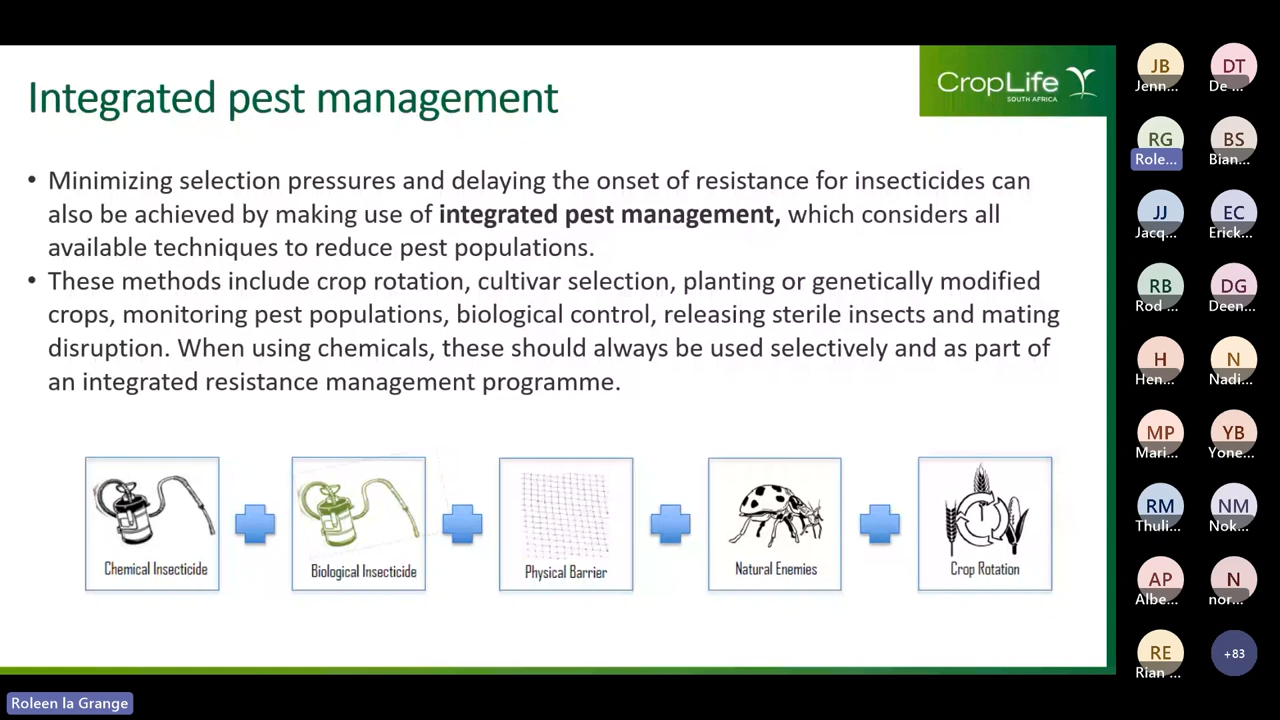 Integrated pest management
CropLife
SOUTH AFRICA
• Minimizing selection pressures and delaying the onset of resistance for insecticides can
also be achieved by making use of integrated pest management, which considers all
available techniques to reduce pest populations.
• These methods include crop rotation, cultivar selection, planting or genetically modified
crops, monitoring pest populations, biological control, releasing sterile insects and mating
disruption. When using chemicals, these should always be used selectively and as part of
an integrated resistance management programme.
Chemical Insecticide
Biological Insecticide
Physical Barrier
Natural Enemies
Crop Rotation
JB
Jenn...
DT
De ...
RG
Role...
BS
Bian...
JJ
Jacq...
EC
Erick...
RB
Rod ...
DG
Deen...
H
Hen...
N
Nadi...
MP
Mari...
YB
Yone...
RM
Thuli...
NM
Nok...
AP
Albe...
N
nor...
RE
Rian ...
+83
Roleen la Grange